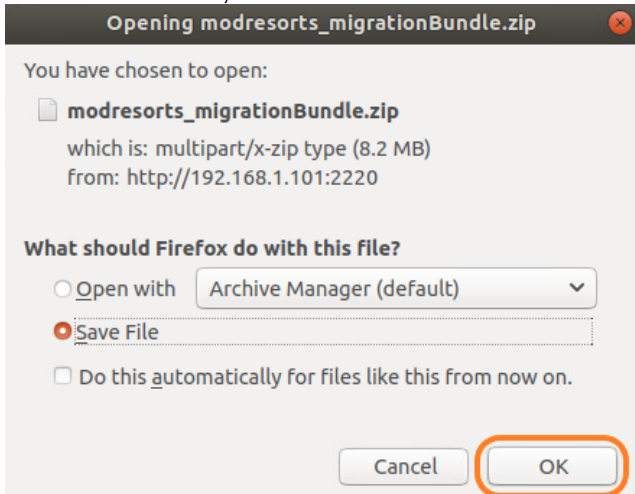 Opening modresorts_migrationBundle.zip
You have chosen to open:
modresorts_migrationBundle.zip
which is: multipart/x-zip type (8.2 MB)
from: http://192.168.1.101:2220
What should Firefox do with this file?
Open with Archive Manager (default)
Save File
Do this automatically for files like this from now on.
Cancel OK